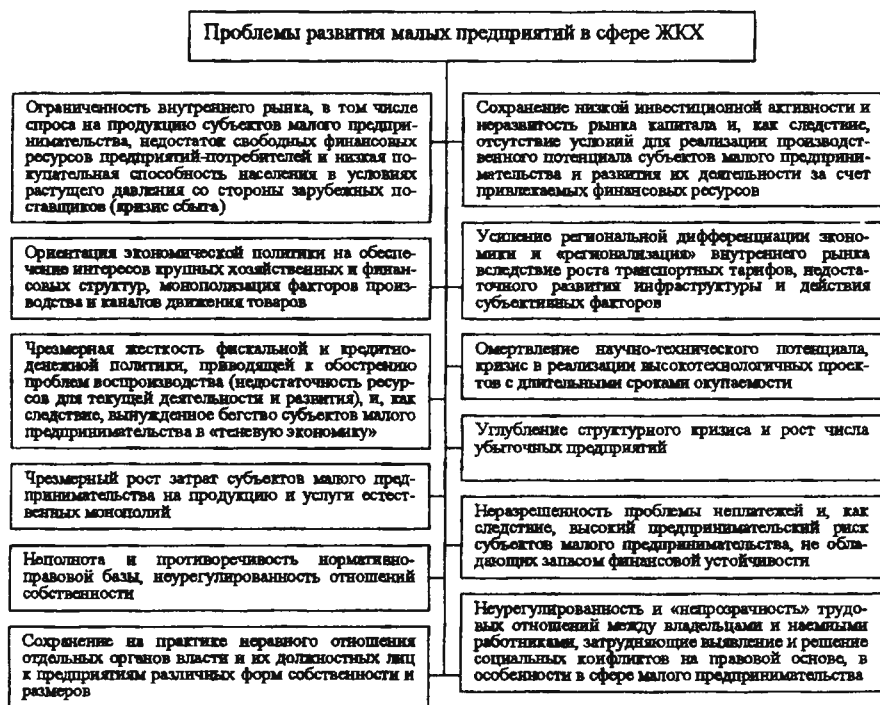 Проблемы развития малых предприятий в сфере ЖКХ
Ограниченность внутреннего рынка, в том числе
спроса на продукцию субъектов малого предпри-
нимательства, недостаток свободных финансовых
ресурсов предприятий-потребителей и низкая по-
купательная способность населения в условиях
растущего давления со стороны зарубежных по-
ставщиков (кризис сбыта)
Ориентация экономической политики на обеспе-
чение интересов крупных хозяйственных и финан-
совых структур, монополизация факторов произ-
водства и каналов движения товаров
Чрезмерная жесткость фискальной и кредитно-
денежной политики, приводящей к обострению
проблем воспроизводства (недостаточность ресур-
сов для текущей деятельности и развития), и, как
следствие, вынужденное бегство субъектов малого
предпринимательства в «теневую экономику»
Чрезмерный рост затрат субъектов малого пред-
принимательства на продукцию и услуги естест-
венных монополий
Неполнота и противоречивость нормативно-
правовой базы, неурегулированность отношений
собственности
Сохранение на практике неравного отношения
отдельных органов власти и их должностных лиц
к предприятиям различных форм собственности и
размеров
Сохранение низкой инвестиционной активности и
неразвитость рынка капитала и, как следствие,
отсутствие условий для реализации производст-
венного потенциала субъектов малого предприни-
мательства и развития их деятельности за счет
привлекаемых финансовых ресурсов
Усиление региональной дифференциации эконо-
мики и «регионализация» внутреннего рынка
вследствие роста транспортных тарифов, недоста-
точного развития инфраструктуры и действия
субъективных факторов
Омертвление научно-технического потенциала,
кризис в реализации высокотехнологичных проек-
тов с длительными сроками окупаемости
Углубление структурного кризиса и рост числа
убыточных предприятий
Неразрешенность проблемы неплатежей и, как
следствие, высокий предпринимательский риск
субъектов малого предпринимательства, не обла-
дающих запасом финансовой устойчивости
Неурегулированность и «непрозрачность» трудо-
вых отношений между владельцами и наемными
работниками, затрудняющие выявление и решение
социальных конфликтов на правовой основе, в
особенности в сфере малого предпринимательства